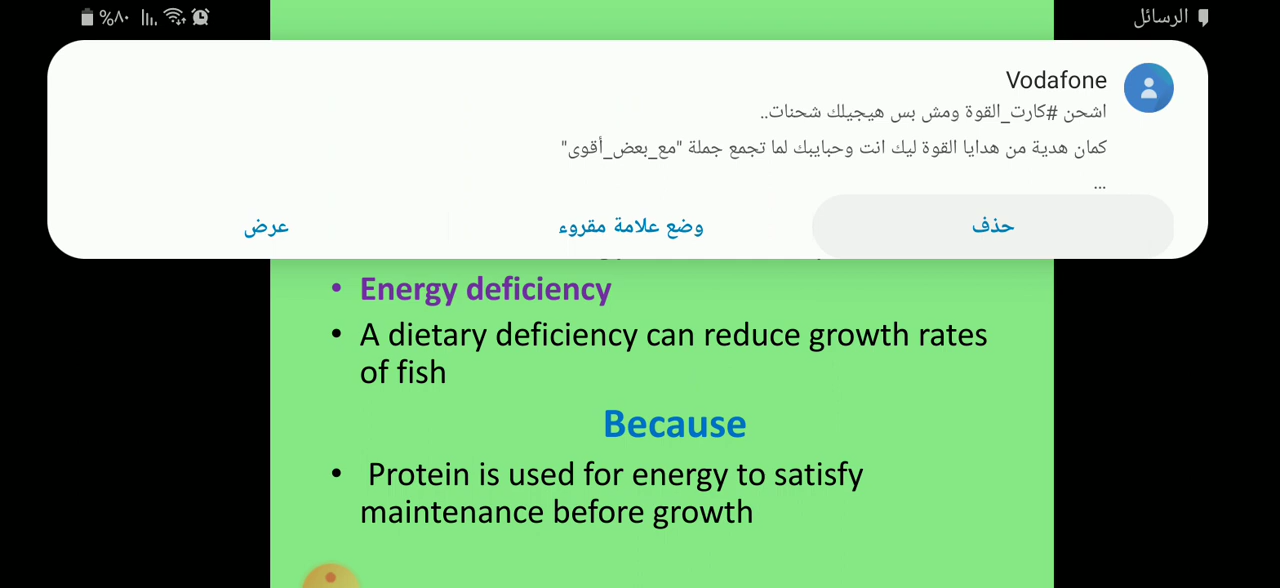 %٨٠
الرسائل
Vodafone
اشحن #كارت_القوة ومش بس هيجيلك شحنات..
كمان هدية من هدايا القوة ليك انت وحبايبك لما تجمع جملة "مع_بعض_أقوى"
...
حذف
وضع علامة مقروء
عرض
• Energy deficiency
• A dietary deficiency can reduce growth rates
of fish
Because
• Protein is used for energy to satisfy
maintenance before growth